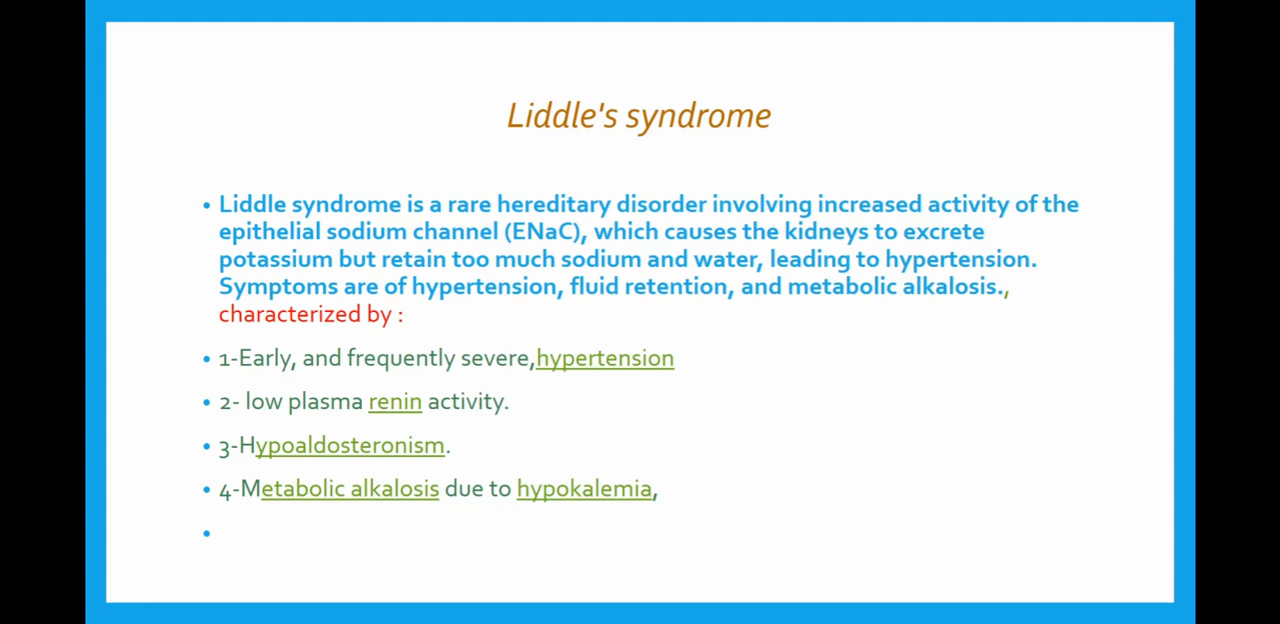 Liddle's syndrome
• Liddle syndrome is a rare hereditary disorder involving increased activity of the
epithelial sodium channel (ENaC), which causes the kidneys to excrete
potassium but retain too much sodium and water, leading to hypertension.
Symptoms are of hypertension, fluid retention, and metabolic alkalosis.,
characterized by :
• 1-Early, and frequently severe,hypertension
• 2- low plasma renin activity.
• 3-Hypoaldosteronism.
• 4-Metabolic alkalosis due to hypokalemia,
•